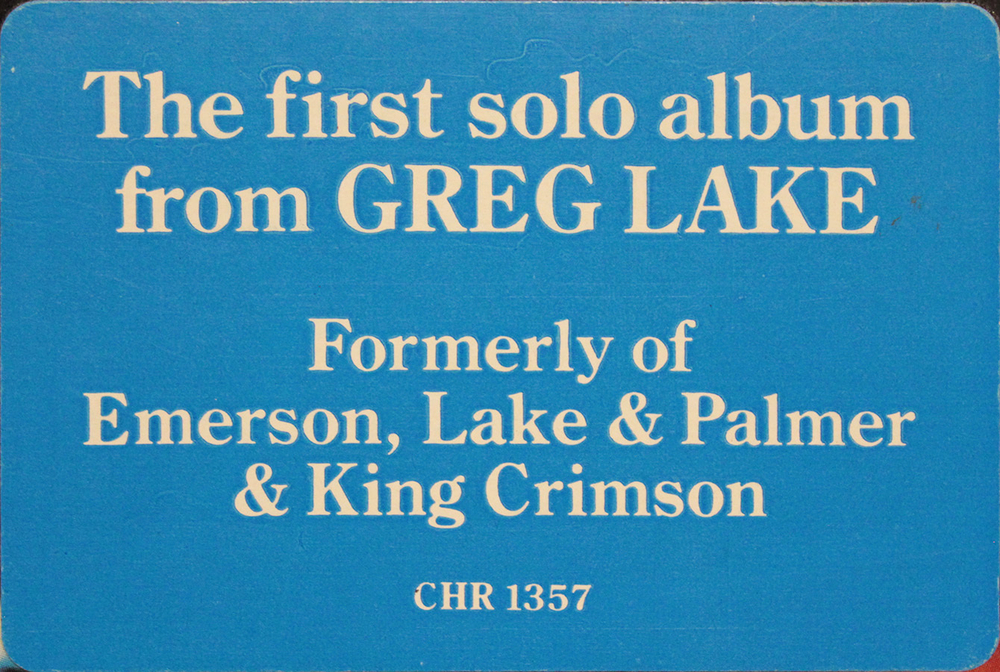 The first solo album
from GREG LAKE
Formerly of
Emerson, Lake & Palmer
& King Crimson
CHR 1357